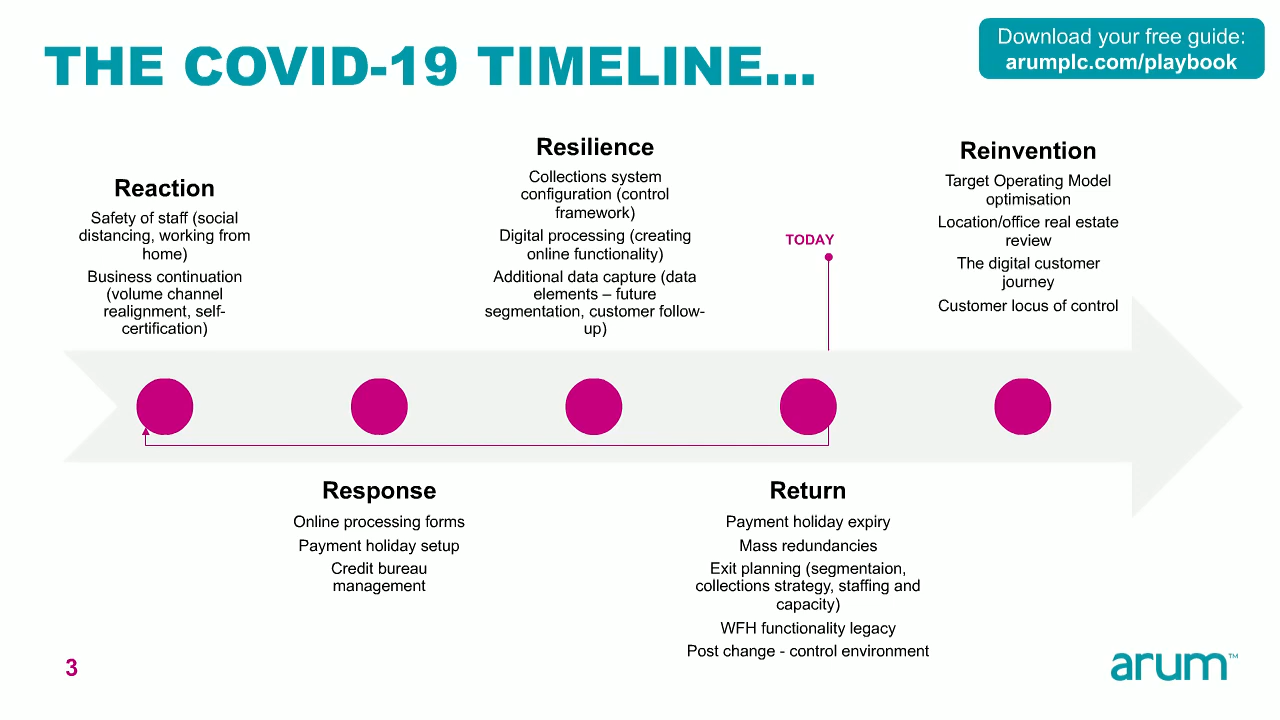 THE COVID-19 TIMELINE...
Download your free guide:
arumplc.com/playbook
Reaction
Safety of staff (social
distancing, working from
home)
Business continuation
(volume channel
realignment, self-
certification)
Resilience
Collections system
configuration (control
framework)
Digital processing (creating
online functionality)
Additional data capture (data
elements – future
segmentation, customer follow-
up)
TODAY
Reinvention
Target Operating Model
optimisation
Location/office real estate
review
The digital customer
journey
Customer locus of control
Response
Online processing forms
Payment holiday setup
Credit bureau
management
Return
Payment holiday expiry
Mass redundancies
Exit planning (segmentaion,
collections strategy, staffing and
capacity)
WFH functionality legacy
Post change - control environment
3
arum™